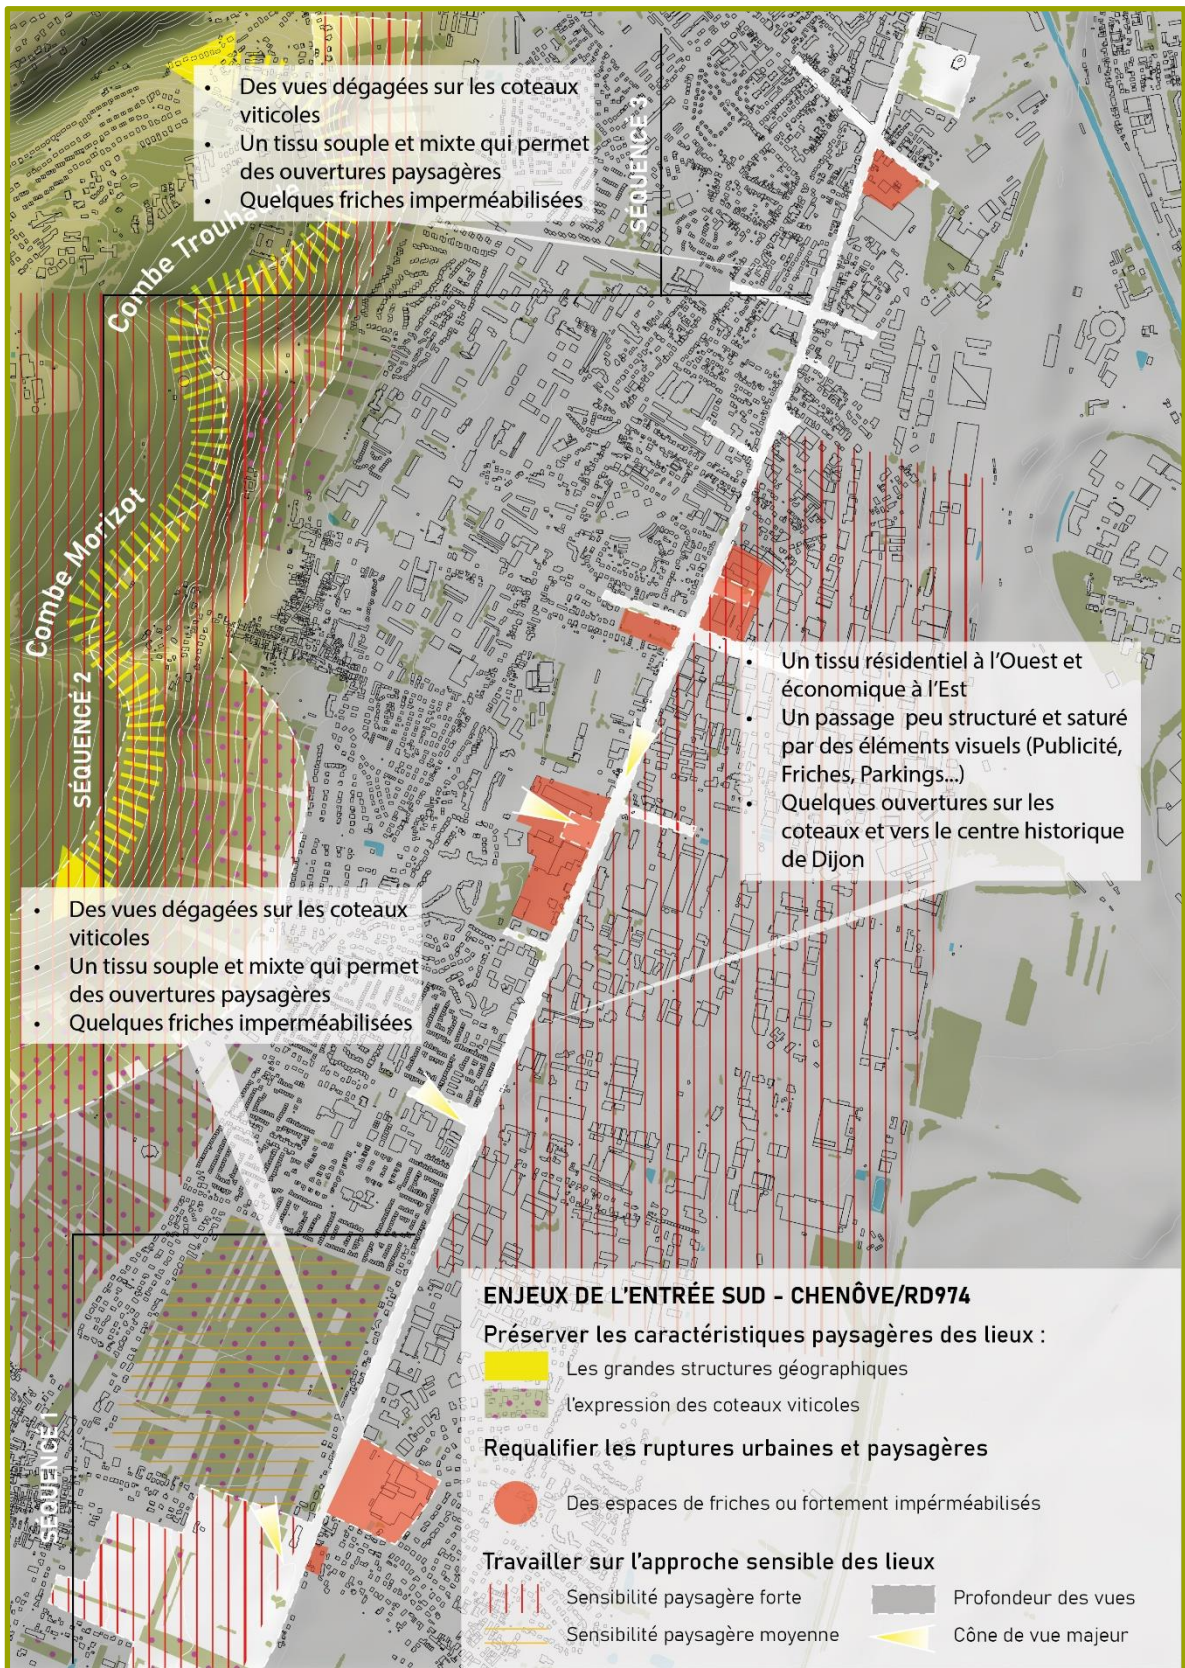 • Des vues dégagées sur les coteaux
viticoles
• Un tissu souple et mixte qui permet
des ouvertures paysagères
• Quelques friches imperméabilisées
SÉQUENCÉ 3
Combe Trouhaude
Combe Morizot
SÉQUENCÉ 2
• Un tissu résidentiel à l'Ouest et
économique à l'Est
• Un passage peu structuré et saturé
par des éléments visuels (Publicité,
Friches, Parkings...)
• Quelques ouvertures sur les
coteaux et vers le centre historique
de Dijon
• Des vues dégagées sur les coteaux
viticoles
• Un tissu souple et mixte qui permet
des ouvertures paysagères
• Quelques friches imperméabilisées
SÉQUENCÉ 1
ENJEUX DE L'ENTRÉE SUD - CHENÔVE/RD974
Préserver les caractéristiques paysagères des lieux :
Les grandes structures géographiques
l'expression des coteaux viticoles
Requalifier les ruptures urbaines et paysagères
Des espaces de friches ou fortement impérméabilisés
Travailler sur l'approche sensible des lieux
Sensibilité paysagère forte
Profondeur des vues
Sensibilité paysagère moyenne
Cône de vue majeur